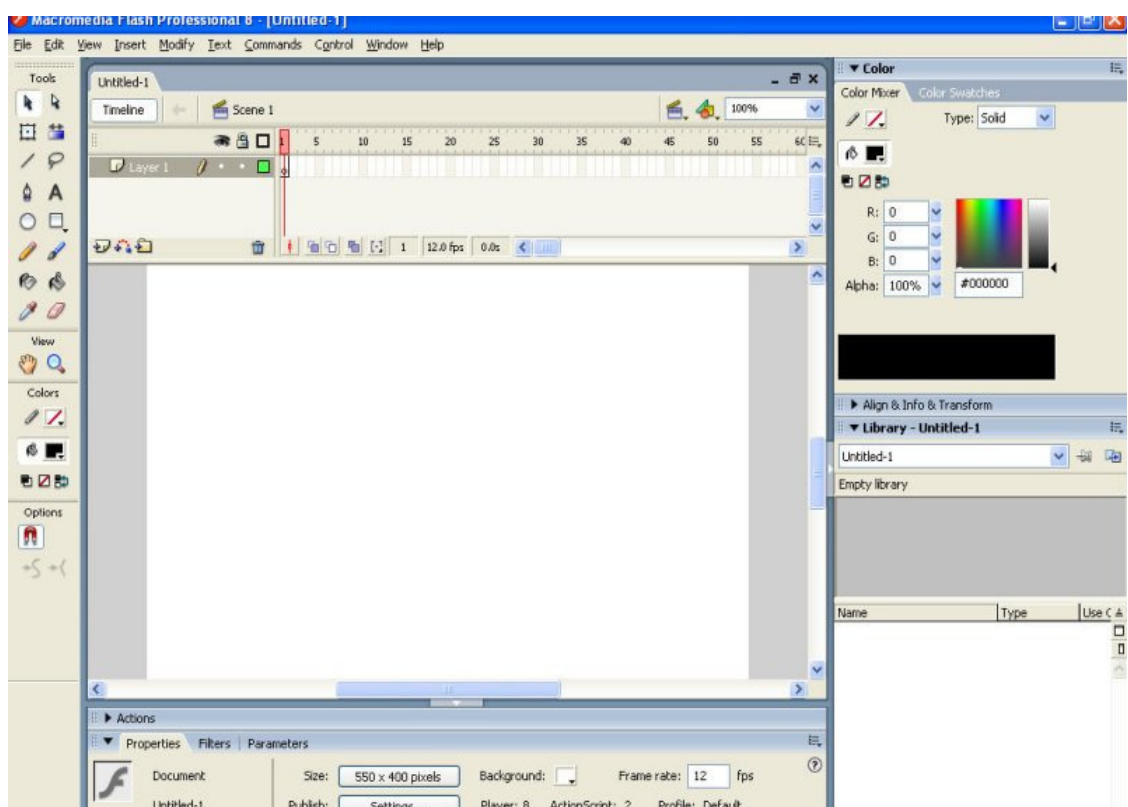 Macromedia Flash Professional 8 - [Untitled-1]
File Edit View Insert Modify Text Commands Control Window Help
Tools
View
Colors
Options
Untitled-1
Timeline
Scene 1
100%
1 5 10 15 20 25 30 35 40 45 50 55
Layer 1
1 12.0 fps 0.0s
Color
Color Mixer Color Swatches
Type: Solid
R: 0
G: 0
B: 0
Alpha: 100% #000000
Align & Info & Transform
Library - Untitled-1
Untitled-1
Empty library
Name Type Use C
Actions
Properties Filters Parameters
Document Size: 550 x 400 pixels Background: Frame rate: 12 fps
Untitled-1 Publish: Settings... Player: 8 ActionScript: 2 Profile: Default